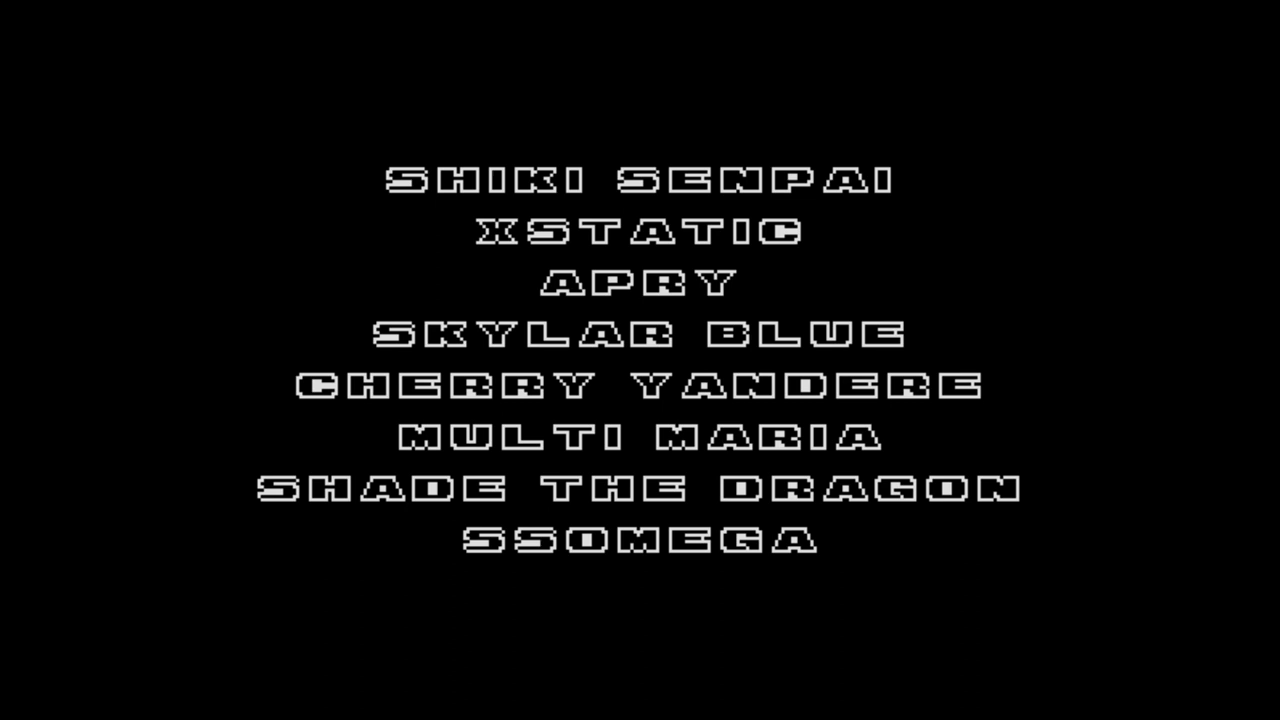 SHIKI SENPAI
XSTATIC
APRY
SKYLAR BLUE
CHERRY YANDERE
MULTI MARIA
SHADE THE DRAGON
SSOMEGA